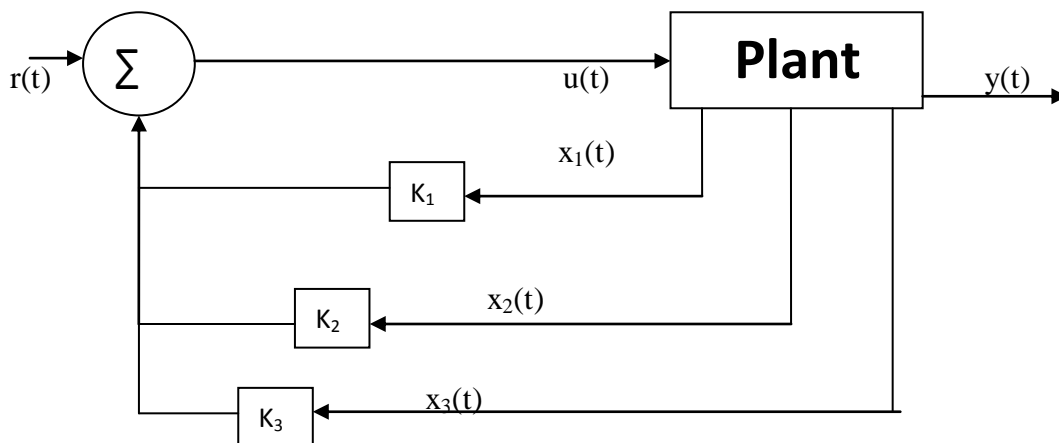 ∑
Plant
r(t)
u(t)
y(t)
x₁(t)
K₁
x₂(t)
K₂
x₃(t)
K₃